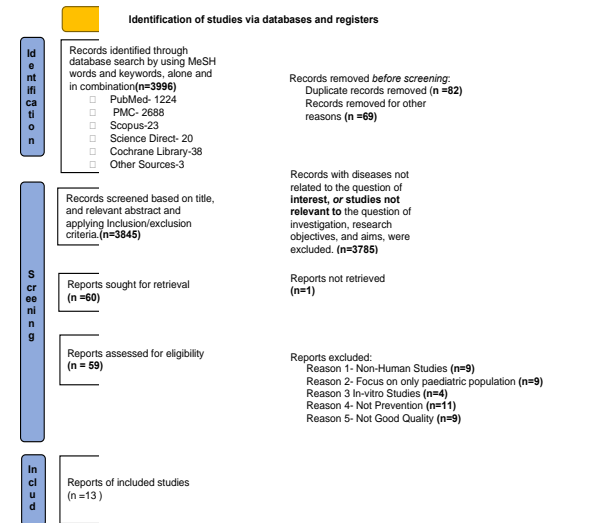 Identification of studies via databases and registers
Id
e
nt
ifi
ca
ti
o
n
Records identified through
database search by using MeSH
words and keywords, alone and
in combination(n=3996)
PubMed- 1224
PMC- 2688
Scopus-23
Science Direct- 20
Cochrane Library-38
Other Sources-3
Records removed before screening:
Duplicate records removed (n =82)
Records removed for other
reasons (n =69)
S
cr
ee
ni
n
g
Records screened based on title,
and relevant abstract and
applying Inclusion/exclusion
criteria.(n=3845)
Records with diseases not
related to the question of
interest, or studies not
relevant to the question of
investigation, research
objectives, and aims, were
excluded. (n=3785)
Reports sought for retrieval
(n =60)
Reports not retrieved
(n=1)
Reports assessed for eligibility
(n = 59)
Reports excluded:
Reason 1- Non-Human Studies (n=9)
Reason 2- Focus on only paediatric population (n=9)
Reason 3 In-vitro Studies (n=4)
Reason 4- Not Prevention (n=11)
Reason 5- Not Good Quality (n=9)
In
cl
u
d
Reports of included studies
(n =13 )